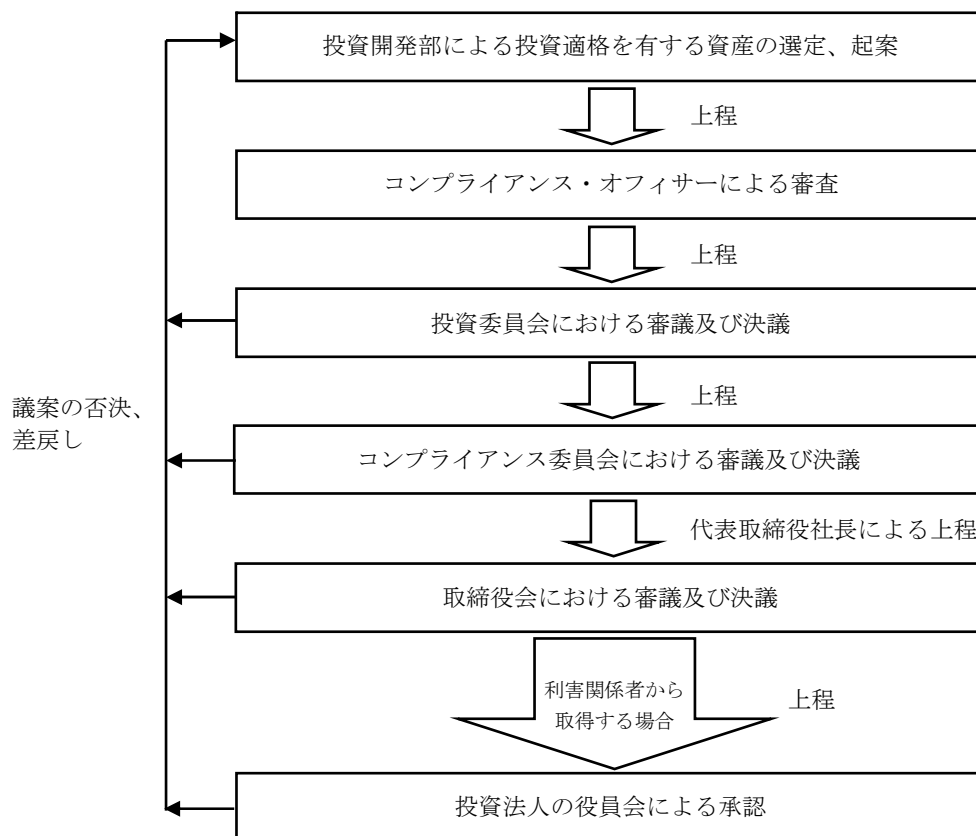 投資開発部による投資適格を有する資産の選定、起案
上程
コンプライアンス・オフィサーによる審査
上程
投資委員会における審議及び決議
上程
議案の否決、
差戻し
コンプライアンス委員会における審議及び決議
代表取締役社長による上程
取締役会における審議及び決議
利害関係者から
取得する場合
上程
投資法人の役員会による承認